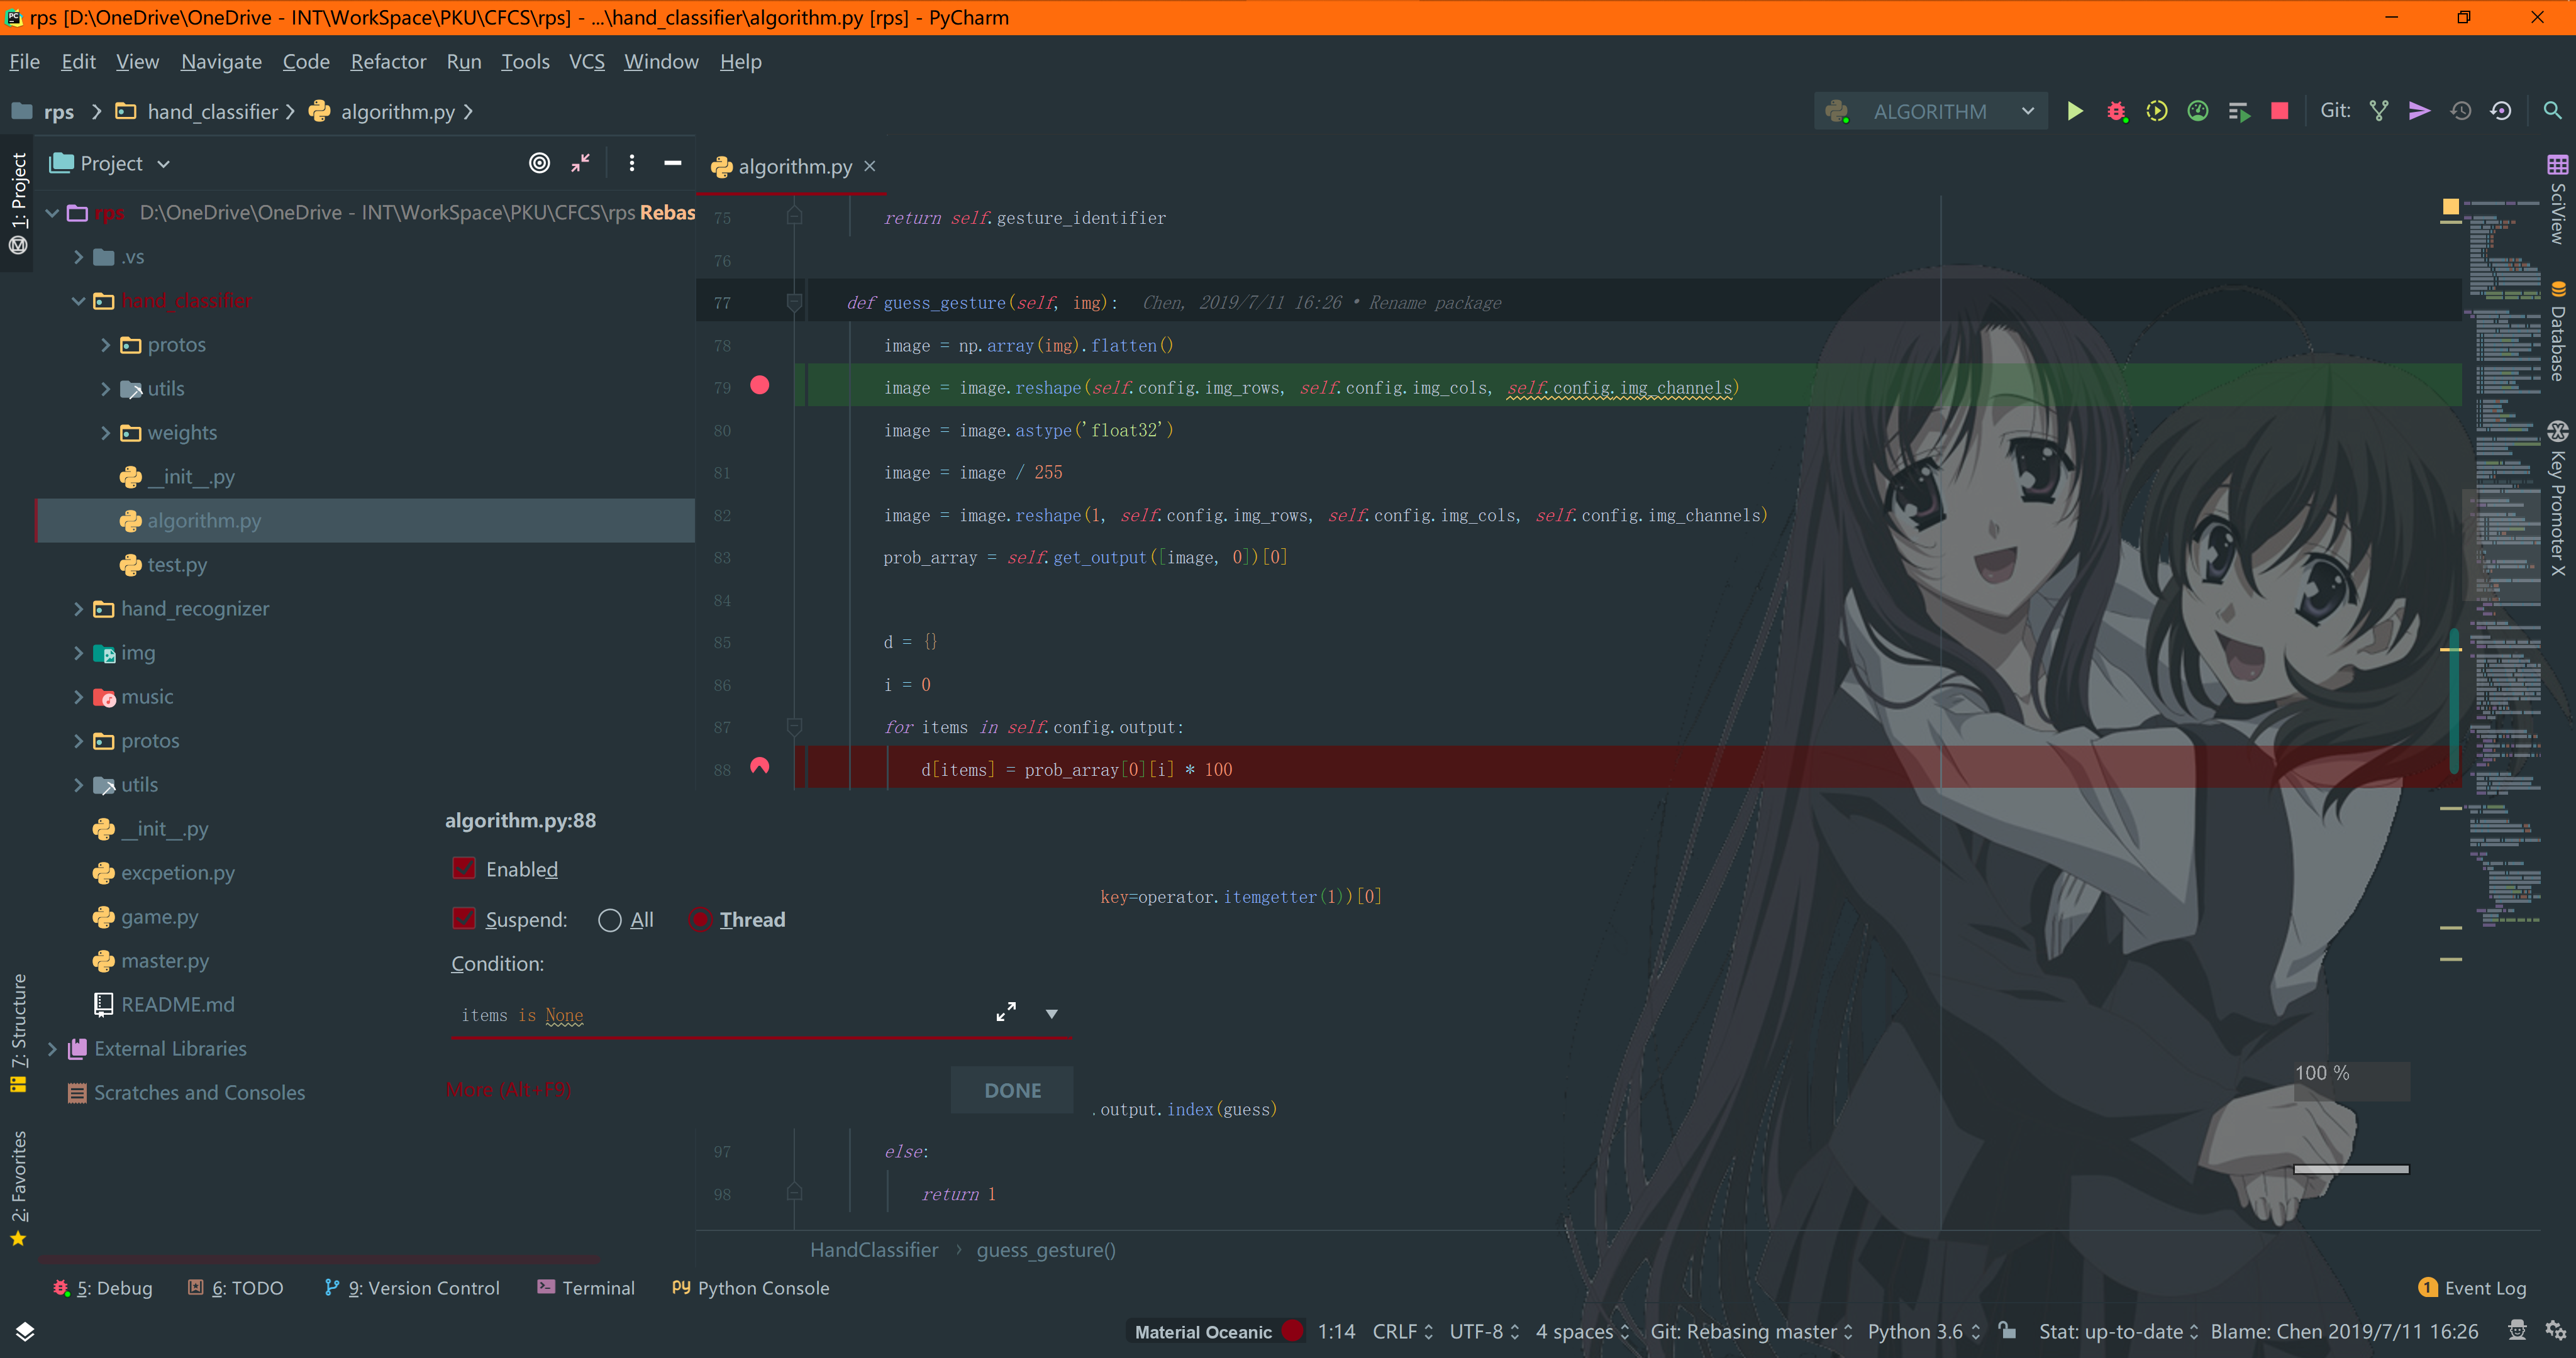 rps [D:\OneDrive\OneDrive - INT\WorkSpace\PKU\CFCS\rps] - ...\hand_classifier\algorithm.py [rps] - PyCharm
File Edit View Navigate Code Refactor Run Tools VCS Window Help
rps hand_classifier algorithm.py
ALGORITHM
Git:
1: Project
7: Structure
2: Favorites
Project
rps D:\OneDrive\OneDrive - INT\WorkSpace\PKU\CFCS\rps Rebas
.vs
hand_classifier
protos
utils
weights
__init__.py
algorithm.py
test.py
hand_recognizer
img
music
protos
utils
__init__.py
excpetion.py
game.py
master.py
README.md
External Libraries
Scratches and Consoles
algorithm.py
75 return self.gesture_identifier
76
77 def guess_gesture(self, img): Chen, 2019/7/11 16:26 • Rename package
78 image = np.array(img).flatten()
79 image = image.reshape(self.config.img_rows, self.config.img_cols, self.config.img_channels)
80 image = image.astype('float32')
81 image = image / 255
82 image = image.reshape(1, self.config.img_rows, self.config.img_cols, self.config.img_channels)
83 prob_array = self.get_output([image, 0])[0]
84
85 d = {}
86 i = 0
87 for items in self.config.output:
88 d[items] = prob_array[0][i] * 100
key=operator.itemgetter(1))[0]
.output.index(guess)
97 else:
98 return 1
algorithm.py:88
Enabled
Suspend: All Thread
Condition:
items is None
More (Alt+F9)
DONE
100 %
HandClassifier › guess_gesture()
SciView
Database
Key Promoter X
5: Debug 6: TODO 9: Version Control Terminal Python Console
1 Event Log
Material Oceanic 1:14 CRLF UTF-8 4 spaces Git: Rebasing master Python 3.6 Stat: up-to-date Blame: Chen 2019/7/11 16:26